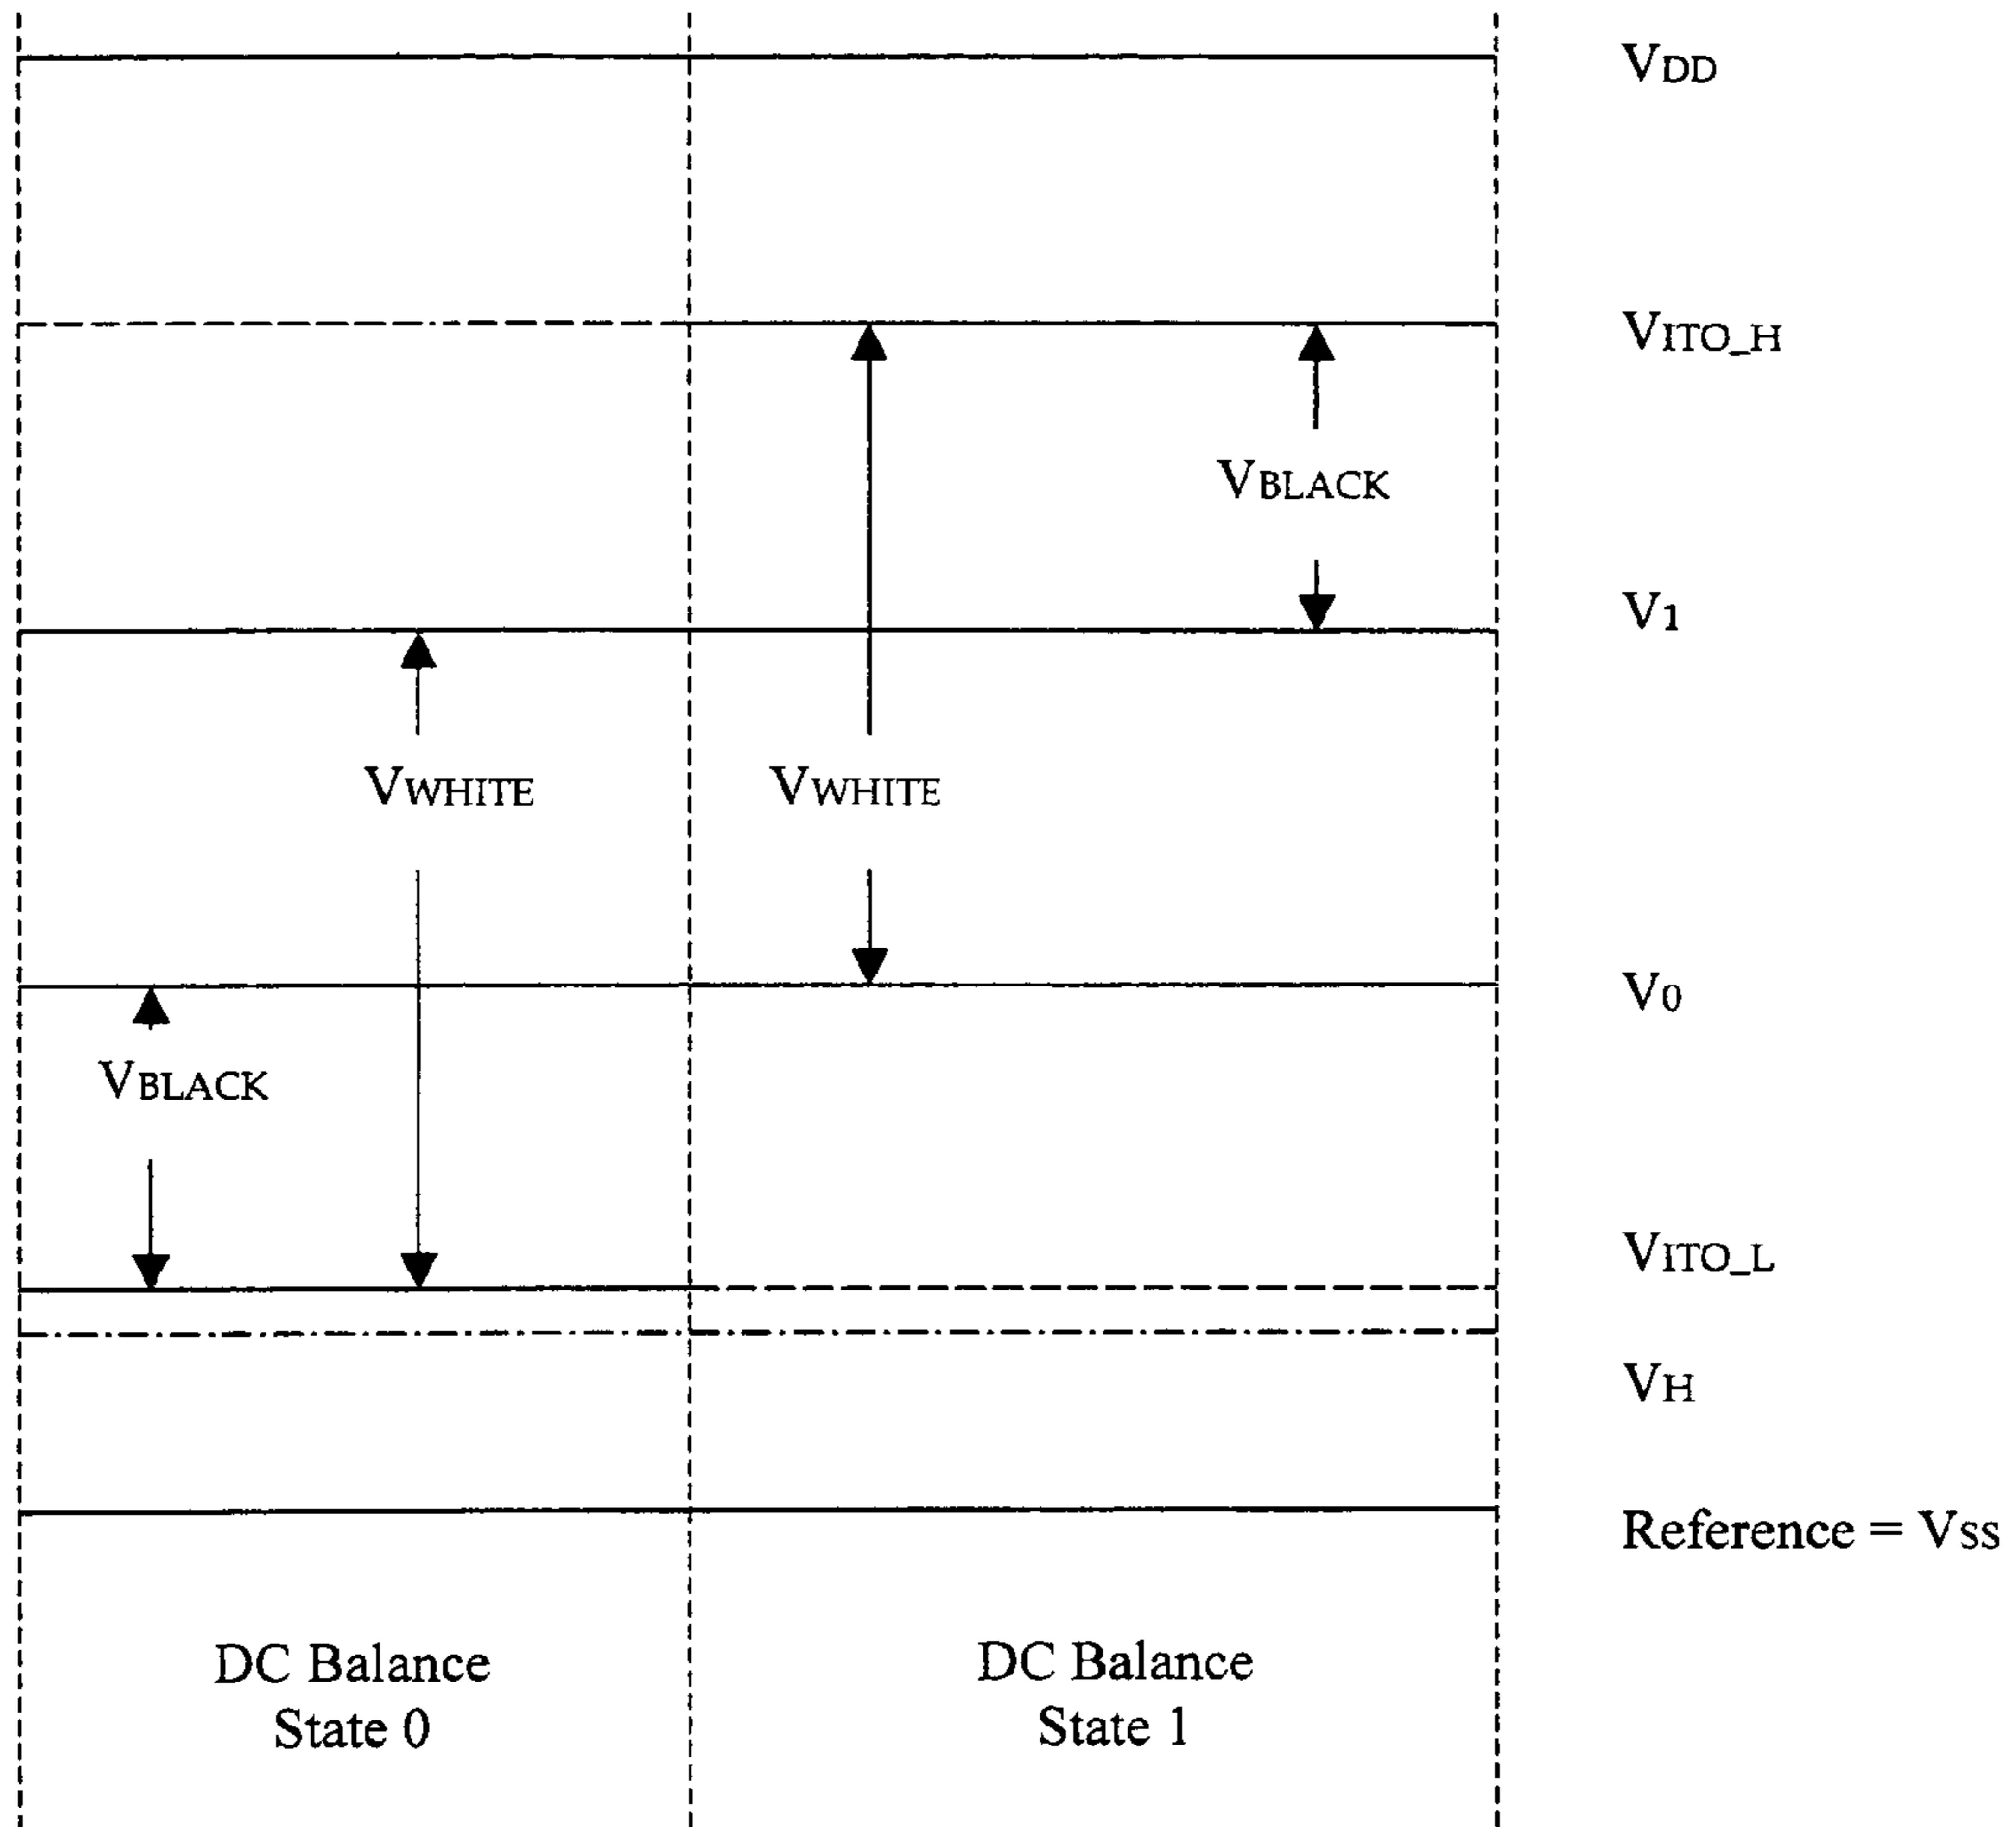 VDD
VITO_H
VBLACK
V1
VWHITE VWHITE
V0
VBLACK
VITO_L
VH
Reference = VSS
DC Balance
State 0
DC Balance
State 1